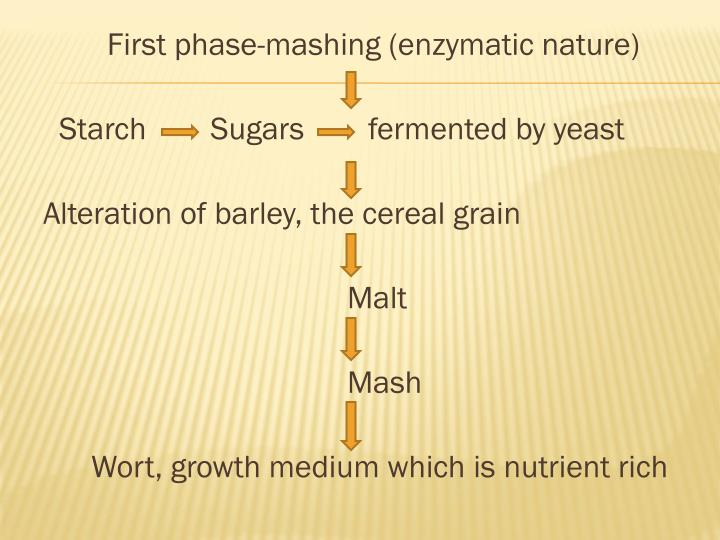 First phase-mashing (enzymatic nature)
Starch Sugars fermented by yeast
Alteration of barley, the cereal grain
Malt
Mash
Wort, growth medium which is nutrient rich